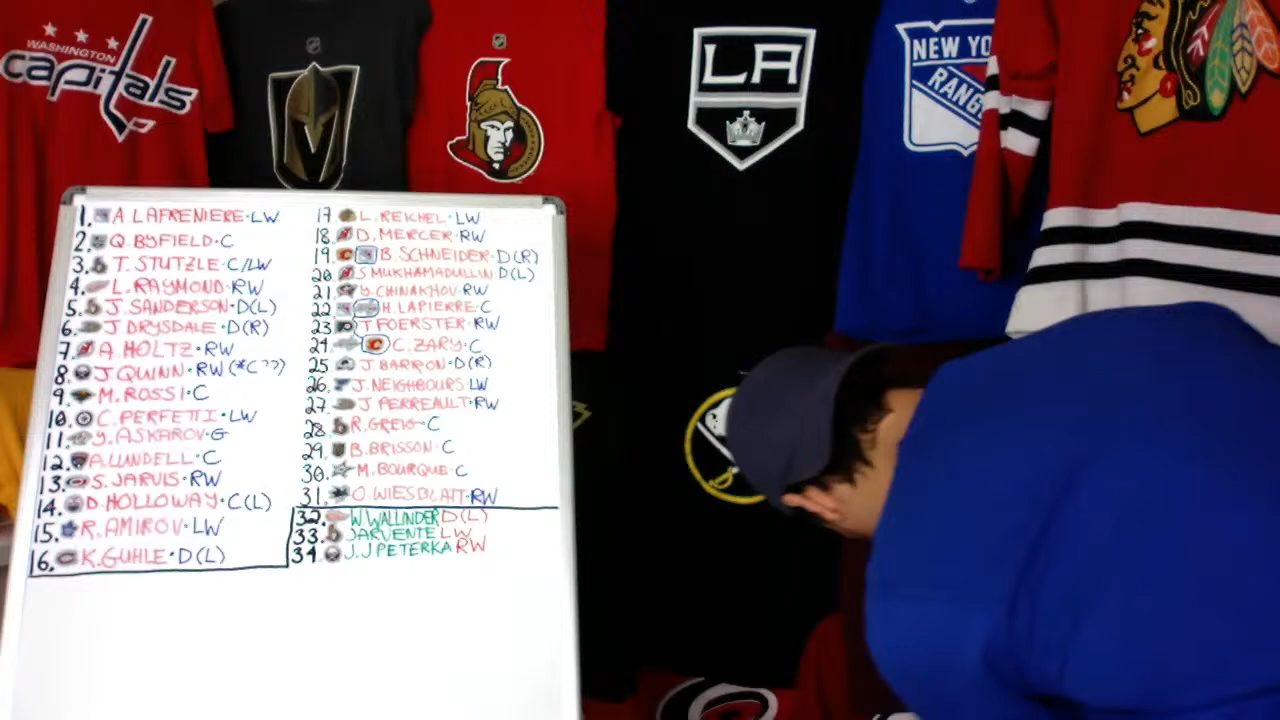 WASHINGTON
capitals
LA
NEW YO
RANG
1. A LAFRENIERE·LW
2. Q. BYFIELD·C
3. T. STUTZLE·C/LW
4. L. RAYMOND·RW
5. J. SANDERSON·D(L)
6. J DRYSDALE·D(R)
7. A. HOLTZ·RW
8. J. QUINN·RW(*C??)
9. M. ROSSI·C
10. C. PERFETTI·LW
11. Y. ASKAROV·G
12. A. LUNDELL·C
13. S. JARVIS·RW
14. D. HOLLOWAY·C(L)
15. R. AMIROV·LW
16. K. GUHLE·D(L)
17. L. REICHEL·LW
18. D. MERCER·RW
19. B. SCHNEIDER·D(R)
20 S MUKHAMADULLIN D(L)
21. Y. CHINAKHOV·RW
22. H. LAPIERRE·C
23 T FOERSTER·RW
24. C. ZARY·C
25 J. BARRON·D(R)
26. J. NEIGHBOURS·LW
27. J PERREAULT·RW
28. R. GREIG·C
29. B. BRISSON·C
30. M. BOURQUE·C
31. O. WIESBLATT·RW
32. W WALLINDER D(L)
33. JARVENTE LW
34. J.J PETERKA RW